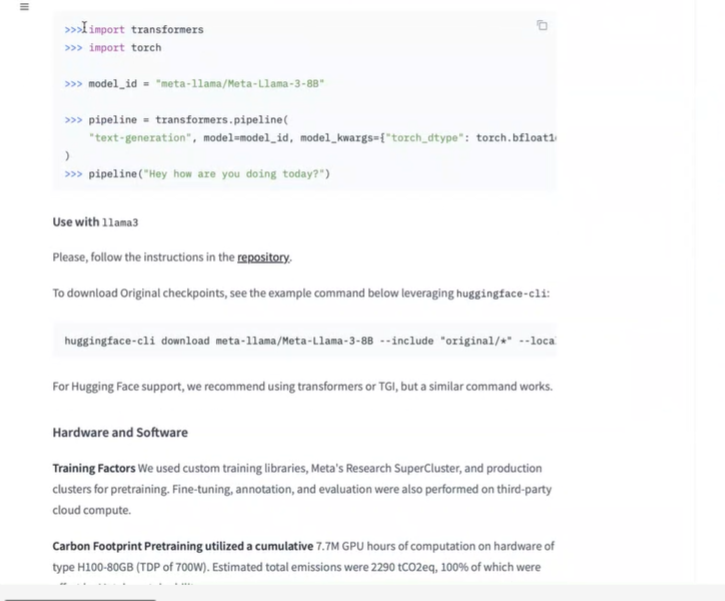 >>> import transformers
>>> import torch
>>> model_id = "meta-llama/Meta-Llama-3-8B"
>>> pipeline = transformers.pipeline(
"text-generation", model=model_id, model_kwargs={"torch_dtype": torch.bfloat1
)
>>> pipeline("Hey how are you doing today?")
Use with llama3
Please, follow the instructions in the repository.
To download Original checkpoints, see the example command below leveraging huggingface-cli:
huggingface-cli download meta-llama/Meta-Llama-3-8B --include "original/*" --loca
For Hugging Face support, we recommend using transformers or TGI, but a similar command works.
Hardware and Software
Training Factors We used custom training libraries, Meta's Research SuperCluster, and production
clusters for pretraining. Fine-tuning, annotation, and evaluation were also performed on third-party
cloud compute.
Carbon Footprint Pretraining utilized a cumulative 7.7M GPU hours of computation on hardware of
type H100-80GB (TDP of 700W). Estimated total emissions were 2290 tCO2eq, 100% of which were